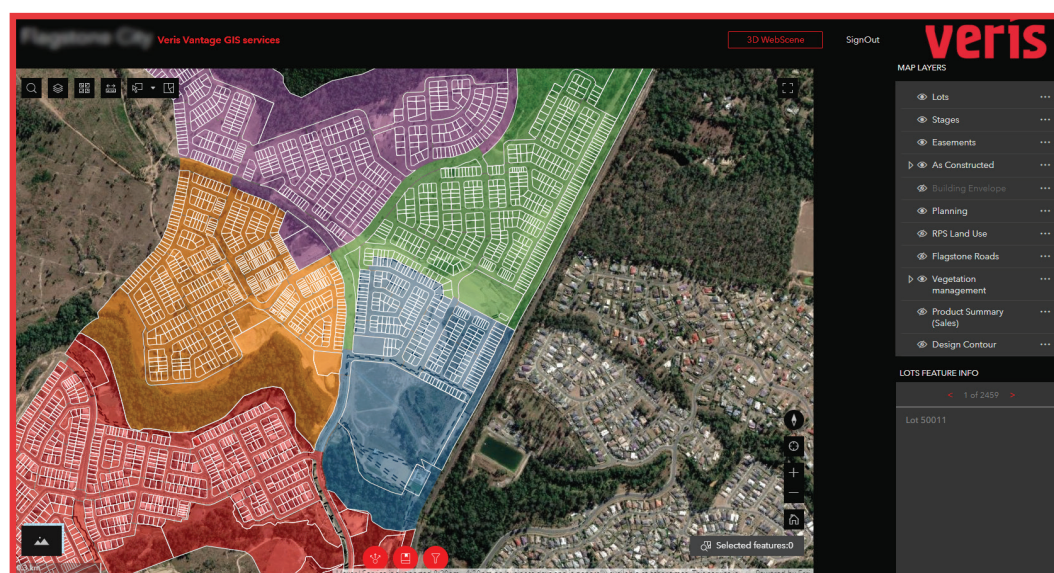 Veris Vantage GIS services
3D WebScene
SignOut
veris
MAP LAYERS
Lots
Stages
Easements
As Constructed
Building Envelope
Planning
RPS Land Use
Flagstone Roads
Vegetation
management
Product Summary
(Sales)
Design Contour
LOTS FEATURE INFO
< 1 of 2459 >
Lot 50011
Selected features:0